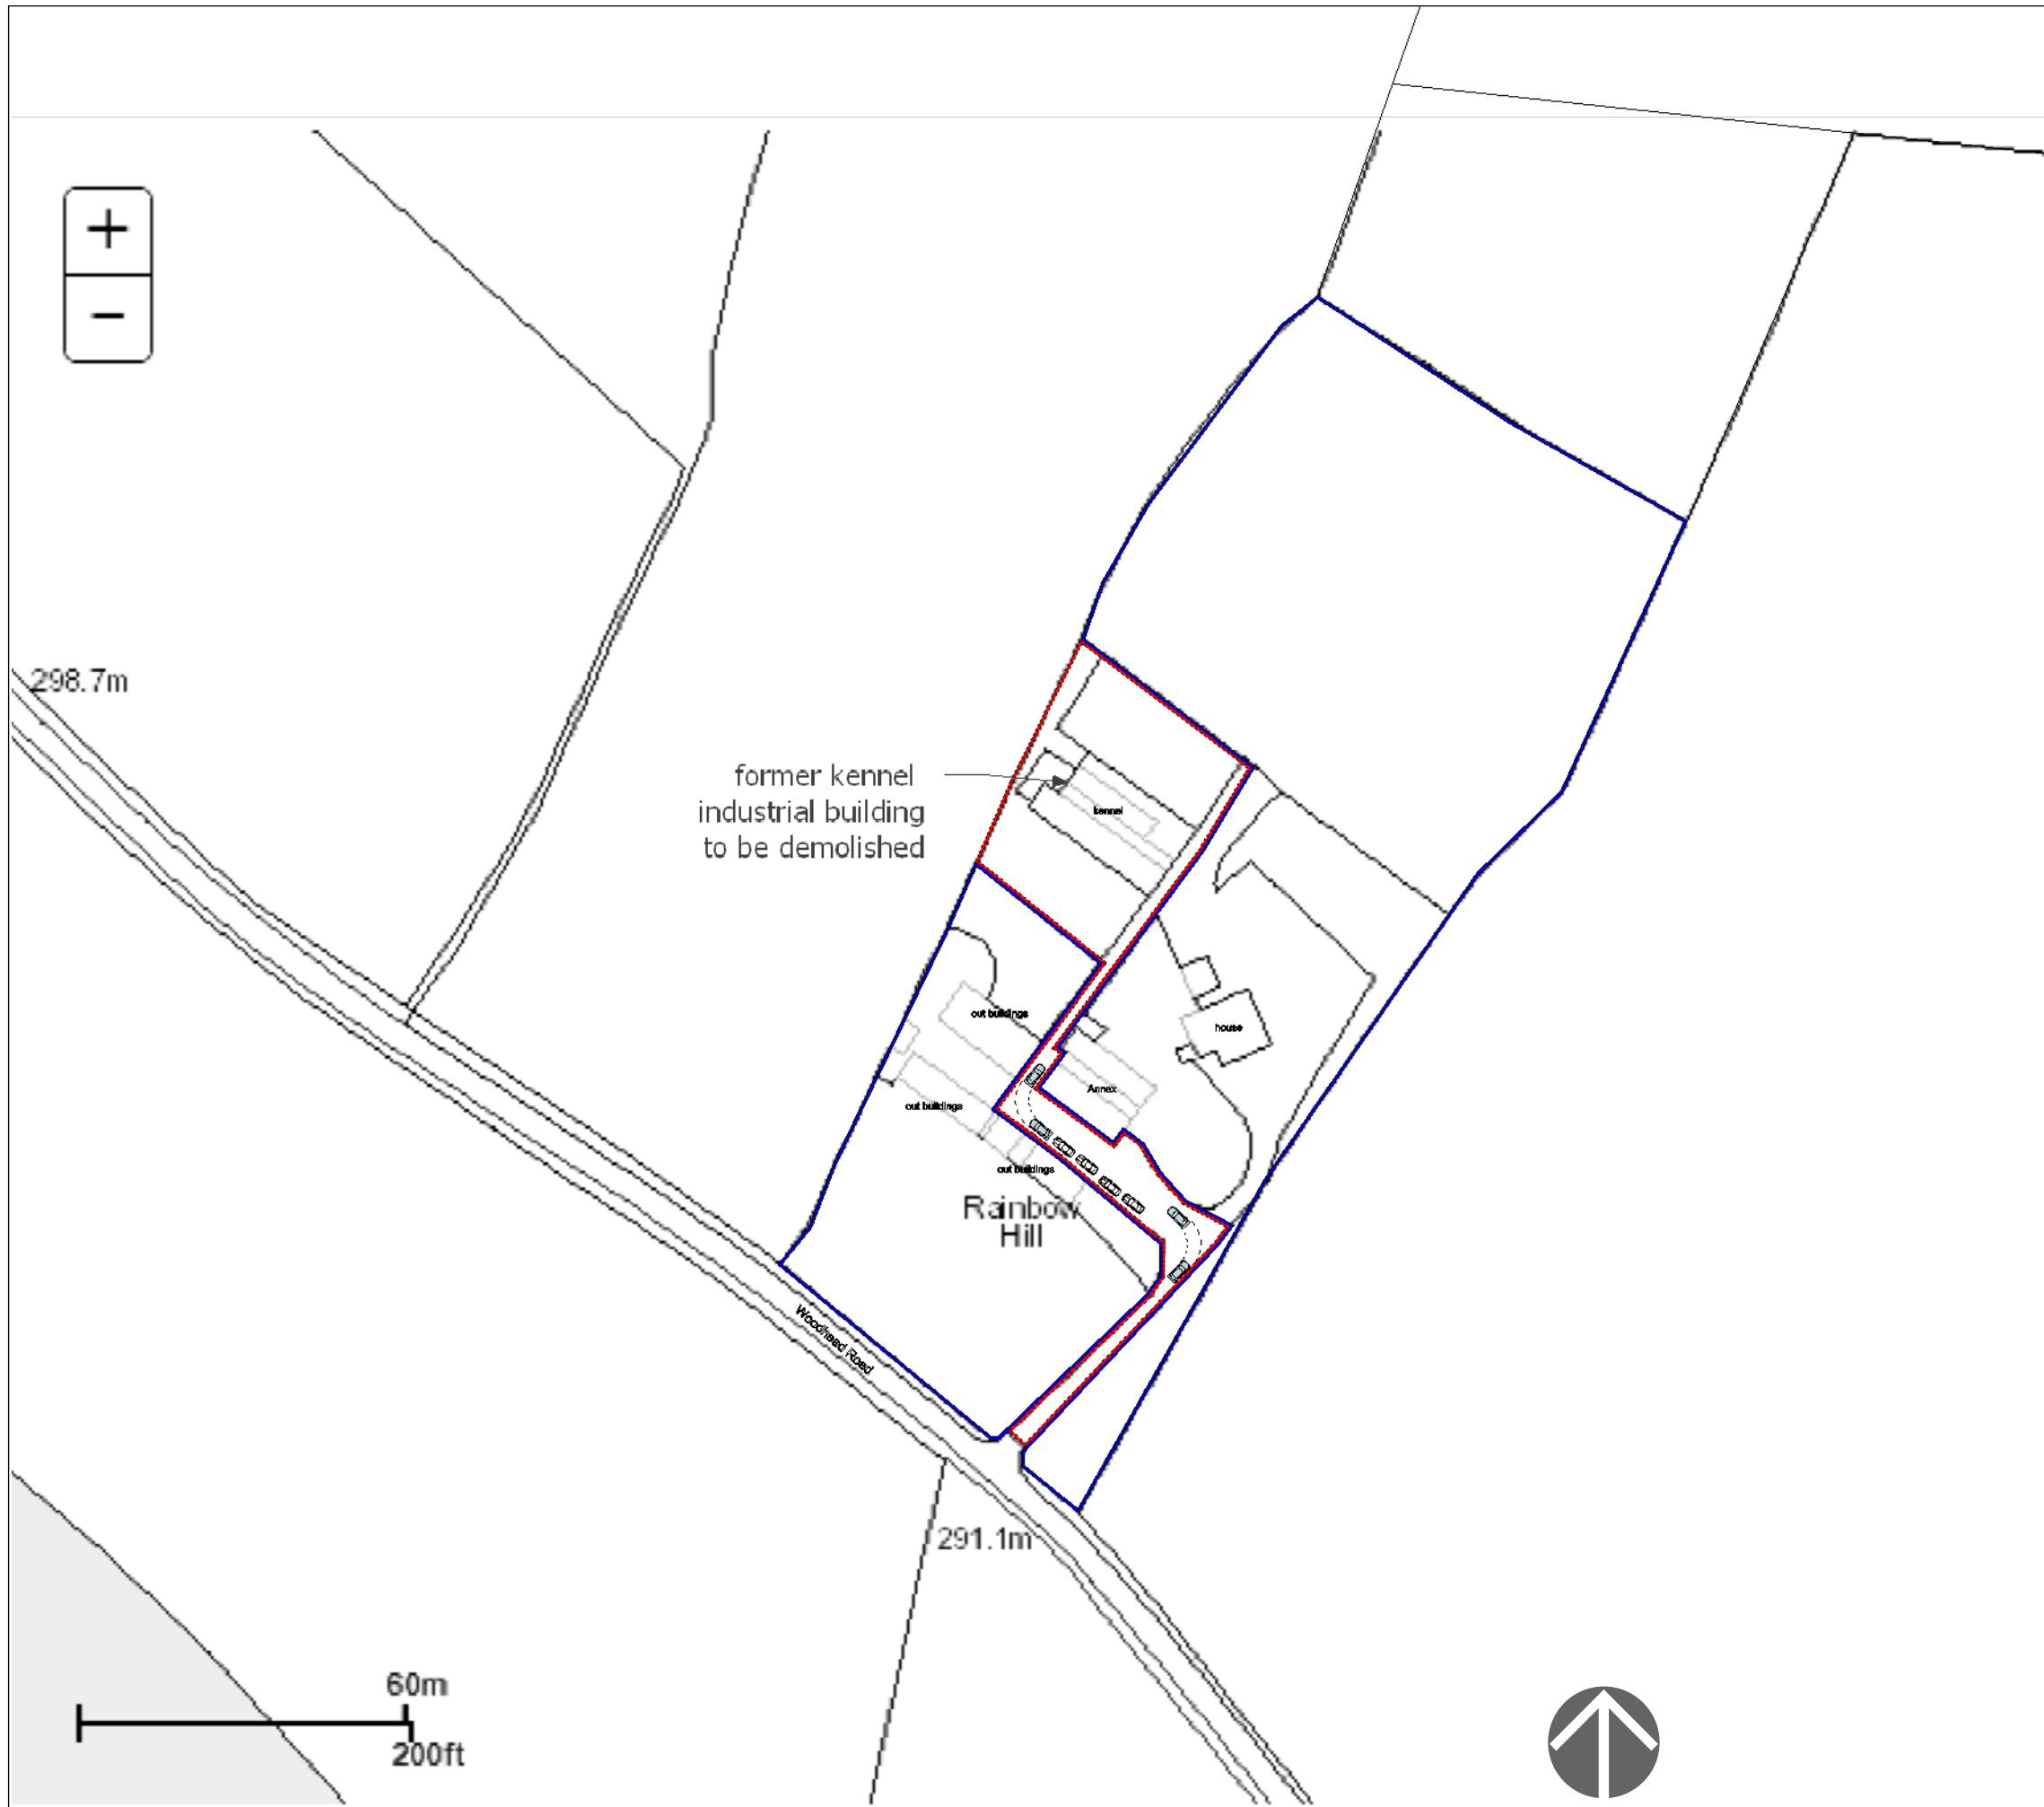 +
−
298.7m
former kennel
industrial building
to be demolished
kennel
out buildings
house
Annex
out buildings
out buildings
Rainbow
Hill
Woodhead Road
291.1m
60m
200ft